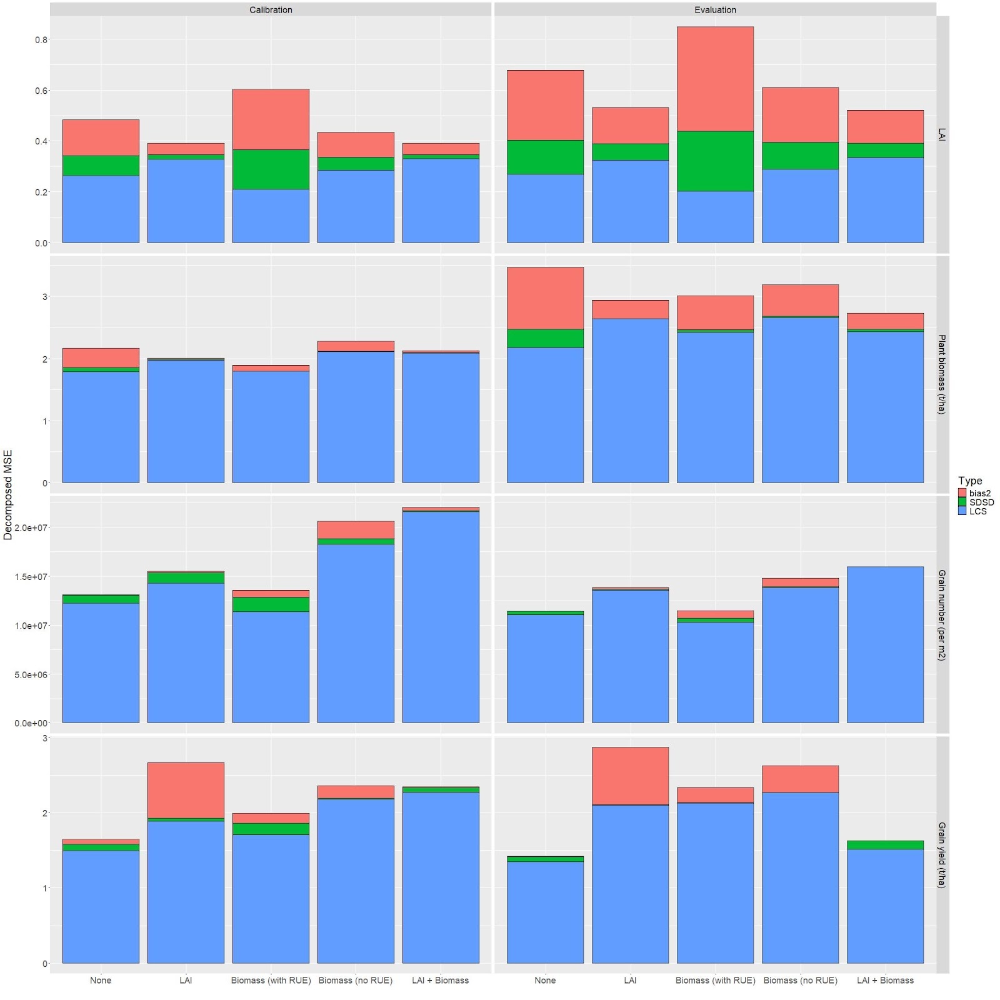 Calibration
Evaluation
0.8
0.6
0.4
0.2
0.0
LAI
3
2
1
0
Plant biomass (t/ha)
Decomposed MSE
2.0e+07
1.5e+07
1.0e+07
5.0e+06
0.0e+00
Grain number (per m2)
3
2
1
0
Grain yield (t/ha)
None
LAI
Biomass (with RUE)
Biomass (no RUE)
LAI + Biomass
None
LAI
Biomass (with RUE)
Biomass (no RUE)
LAI + Biomass
Type
bias2
SDSD
LCS